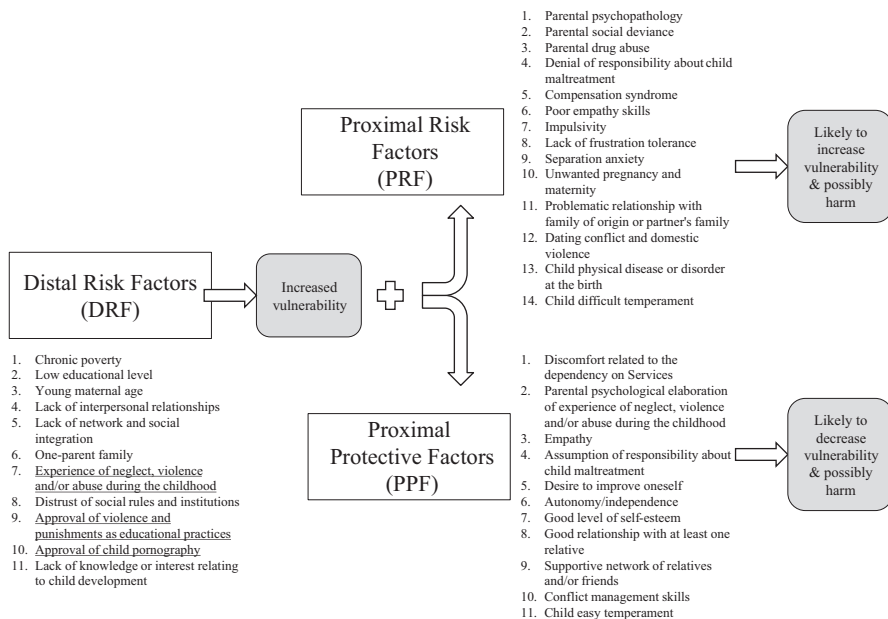 1. Parental psychopathology
2. Parental social deviance
3. Parental drug abuse
4. Denial of responsibility about child
maltreatment
5. Compensation syndrome
6. Poor empathy skills
7. Impulsivity
8. Lack of frustration tolerance
9. Separation anxiety
10. Unwanted pregnancy and
maternity
11. Problematic relationship with
family of origin or partner's family
12. Dating conflict and domestic
violence
13. Child physical disease or disorder
at the birth
14. Child difficult temperament
Proximal Risk
Factors
(PRF)
Likely to
increase
vulnerability
& possibly
harm
Distal Risk Factors
(DRF)
Increased
vulnerability
1. Chronic poverty
2. Low educational level
3. Young maternal age
4. Lack of interpersonal relationships
5. Lack of network and social
integration
6. One-parent family
7. Experience of neglect, violence
and/or abuse during the childhood
8. Distrust of social rules and institutions
9. Approval of violence and
punishments as educational practices
10. Approval of child pornography
11. Lack of knowledge or interest relating
to child development
Proximal
Protective Factors
(PPF)
1. Discomfort related to the
dependency on Services
2. Parental psychological elaboration
of experience of neglect, violence
and/or abuse during the childhood
3. Empathy
4. Assumption of responsibility about
child maltreatment
5. Desire to improve oneself
6. Autonomy/independence
7. Good level of self-esteem
8. Good relationship with at least one
relative
9. Supportive network of relatives
and/or friends
10. Conflict management skills
11. Child easy temperament
Likely to
decrease
vulnerability
& possibly
harm